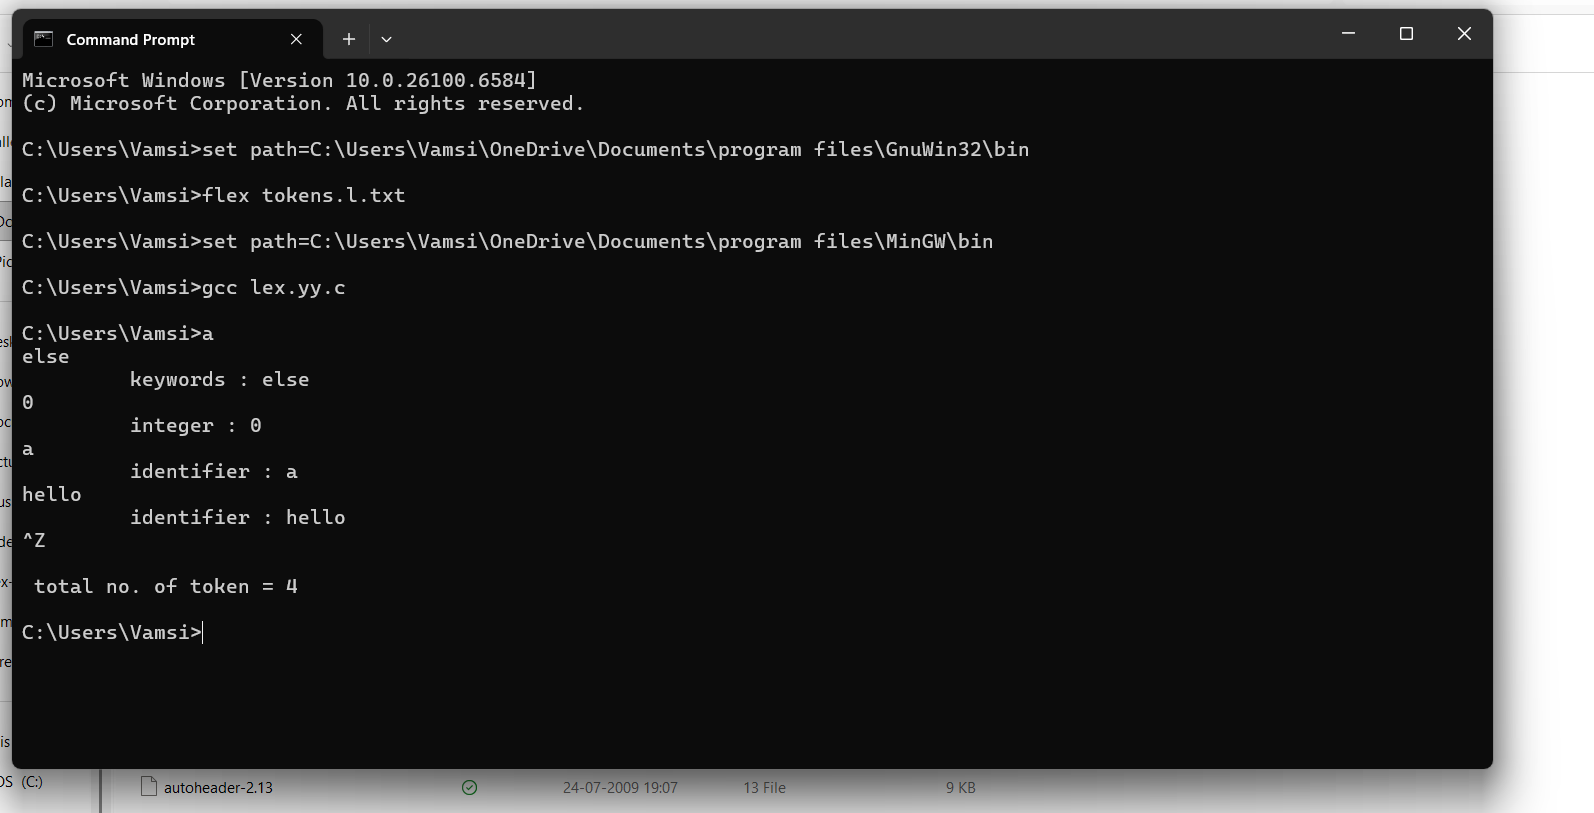 Command Prompt
Microsoft Windows [Version 10.0.26100.6584]
(c) Microsoft Corporation. All rights reserved.
C:\Users\Vamsi>set path=C:\Users\Vamsi\OneDrive\Documents\program files\GnuWin32\bin
C:\Users\Vamsi>flex tokens.l.txt
C:\Users\Vamsi>set path=C:\Users\Vamsi\OneDrive\Documents\program files\MinGW\bin
C:\Users\Vamsi>gcc lex.yy.c
C:\Users\Vamsi>a
else
keywords : else
0
integer : 0
a
identifier : a
hello
identifier : hello
^Z
total no. of token = 4
C:\Users\Vamsi>
(C:)
autoheader-2.13 24-07-2009 19:07 13 File 9 KB